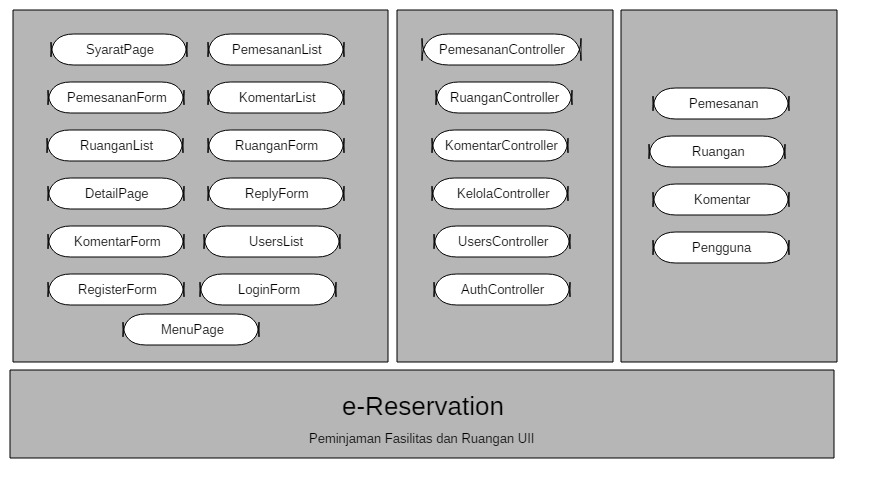 SyaratPage
PemesananList
PemesananForm
KomentarList
RuanganList
RuanganForm
DetailPage
ReplyForm
KomentarForm
UsersList
RegisterForm
LoginForm
MenuPage
PemesananController
RuanganController
KomentarController
KelolaController
UsersController
AuthController
Pemesanan
Ruangan
Komentar
Pengguna
e-Reservation
Peminjaman Fasilitas dan Ruangan UII